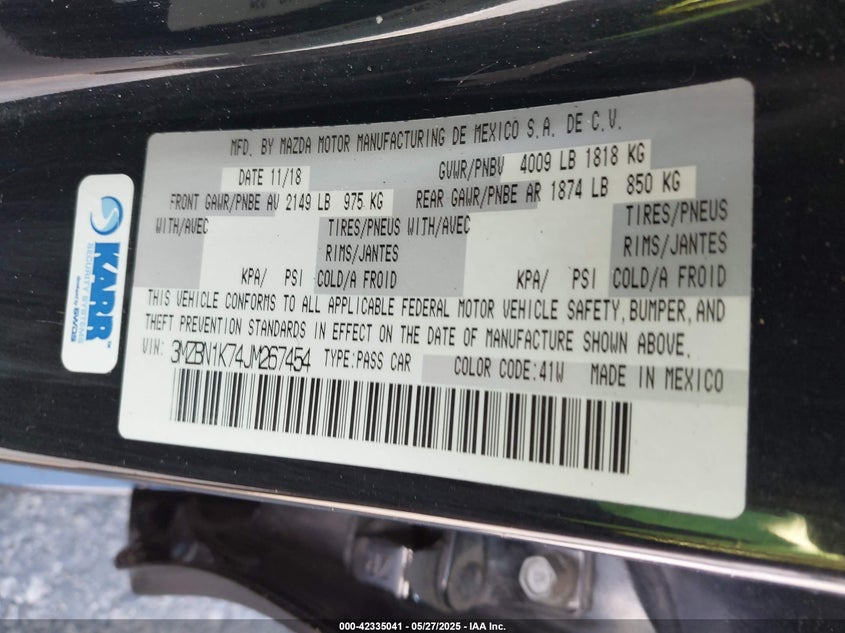 MFD. BY MAZDA MOTOR MANUFACTURING DE MEXICO S.A. DE C.V.
DATE 11/18 GVWR/PNBV 4009 LB 1818 KG
FRONT GAWR/PNBE AV 2149 LB 975 KG REAR GAWR/PNBE AR 1874 LB 850 KG
WITH/AVEC TIRES/PNEUS WITH/AVEC TIRES/PNEUS
RIMS/JANTES RIMS/JANTES
KPA/ PSI COLD/A FROID KPA/ PSI COLD/A FROID
THIS VEHICLE CONFORMS TO ALL APPLICABLE FEDERAL MOTOR VEHICLE SAFETY, BUMPER, AND
THEFT PREVENTION STANDARDS IN EFFECT ON THE DATE OF MANUFACTURE SHOWN ABOVE.
VIN: 3MZBN1K74JM267454 TYPE:PASS CAR COLOR CODE:41W MADE IN MEXICO
KARR
SECURITY SYSTEMS
Developed by SWDS
000-42335041 - 05/27/2025 - IAA Inc.